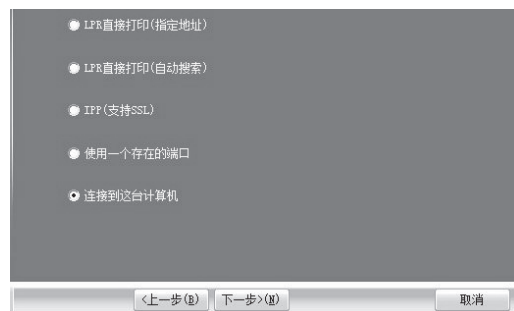 LPR直接打印(指定地址)
LPR直接打印(自动搜索)
IPP(支持SSL)
使用一个存在的端口
连接到这台计算机
<上一步(B) 下一步>(N) 取消